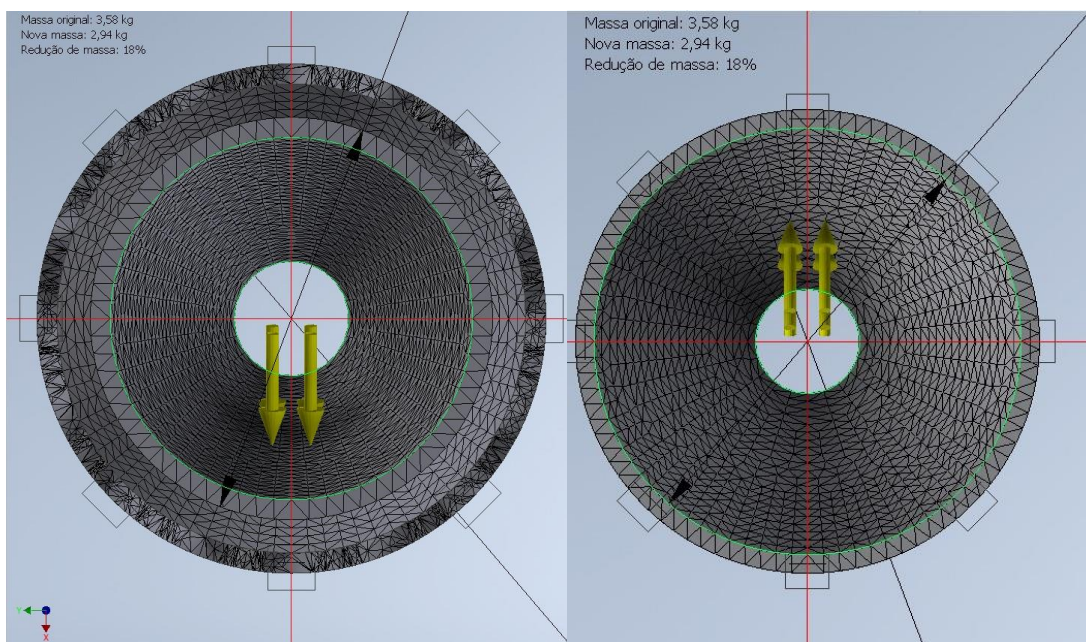 Massa original: 3,58 kg
Nova massa: 2,94 kg
Redução de massa: 18%
Massa original: 3,58 kg
Nova massa: 2,94 kg
Redução de massa: 18%
Y
X